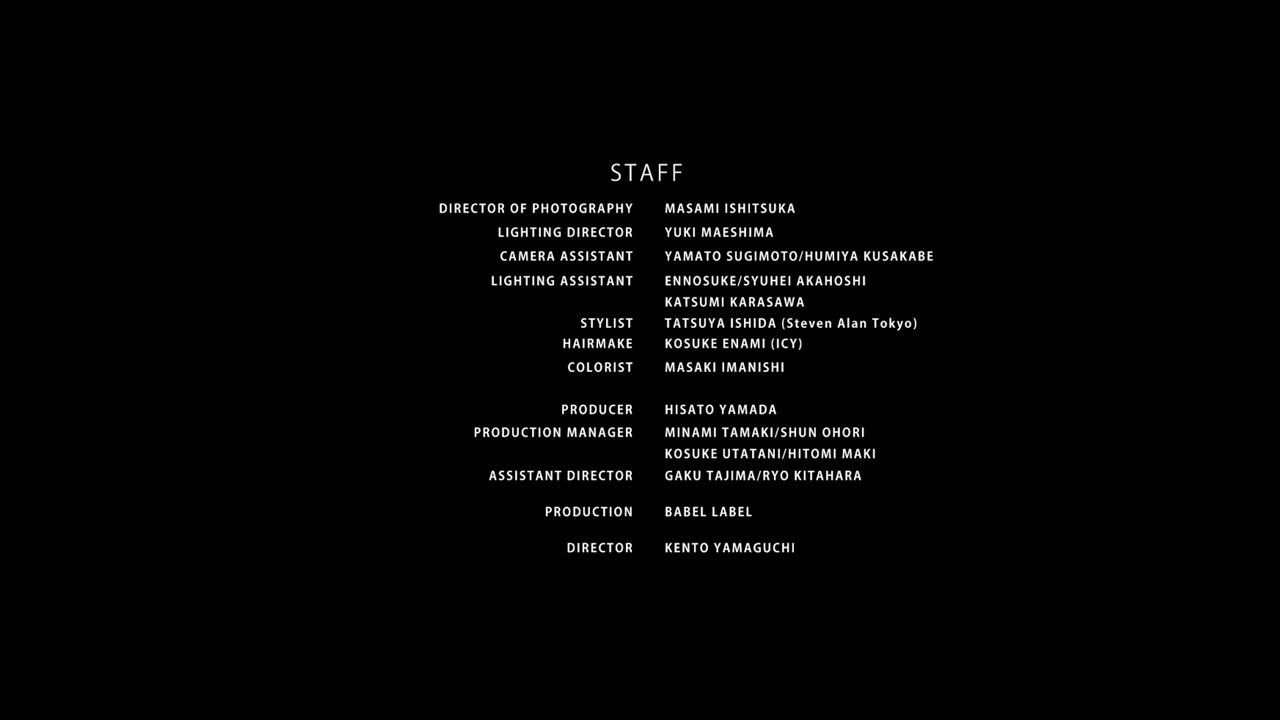 STAFF
DIRECTOR OF PHOTOGRAPHY MASAMI ISHITSUKA
LIGHTING DIRECTOR YUKI MAESHIMA
CAMERA ASSISTANT YAMATO SUGIMOTO/HUMIYA KUSAKABE
LIGHTING ASSISTANT ENNOSUKE/SYUHEI AKAHOSHI
KATSUMI KARASAWA
STYLIST TATSUYA ISHIDA (Steven Alan Tokyo)
HAIRMAKE KOSUKE ENAMI (ICY)
COLORIST MASAKI IMANISHI
PRODUCER HISATO YAMADA
PRODUCTION MANAGER MINAMI TAMAKI/SHUN OHORI
KOSUKE UTATANI/HITOMI MAKI
ASSISTANT DIRECTOR GAKU TAJIMA/RYO KITAHARA
PRODUCTION BABEL LABEL
DIRECTOR KENTO YAMAGUCHI